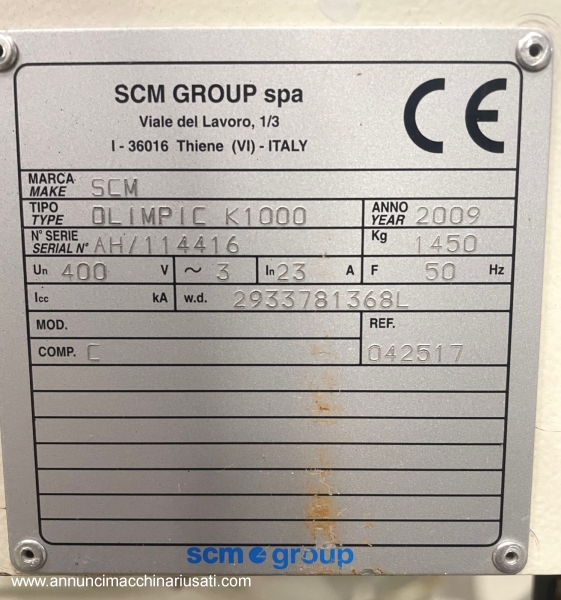 SCM GROUP spa
Viale del Lavoro, 1/3
I - 36016 Thiene (VI) - ITALY
CE
MARCA MAKE SCM
TIPO TYPE OLIMPIC K1000 ANNO YEAR 2009
N° SERIE SERIAL N° AH/114416 Kg 1450
Un 400 V ~ 3 In 23 A F 50 Hz
Icc kA w.d. 2933781368L
MOD. REF.
COMP. C 042517
scm group
www.annuncimacchinariusati.com